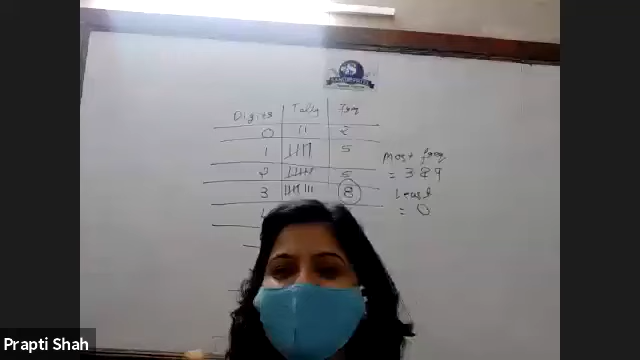 Digits Tally Freq
0 || 2
1 5
2 5
3 8
Most freq
= 3 & 9
Least
= 0
Prapti Shah